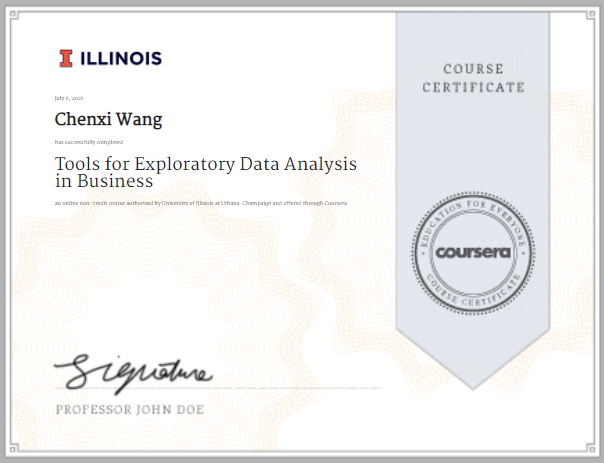 I ILLINOIS
COURSE
CERTIFICATE
July 6, 2021
Chenxi Wang
has successfully completed
Tools for Exploratory Data Analysis
in Business
an online non-credit course authorized by University of Illinois at Urbana-Champaign and offered through Coursera
EDUCATION FOR EVERYONE
coursera
COURSE CERTIFICATE
Signature
PROFESSOR JOHN DOE